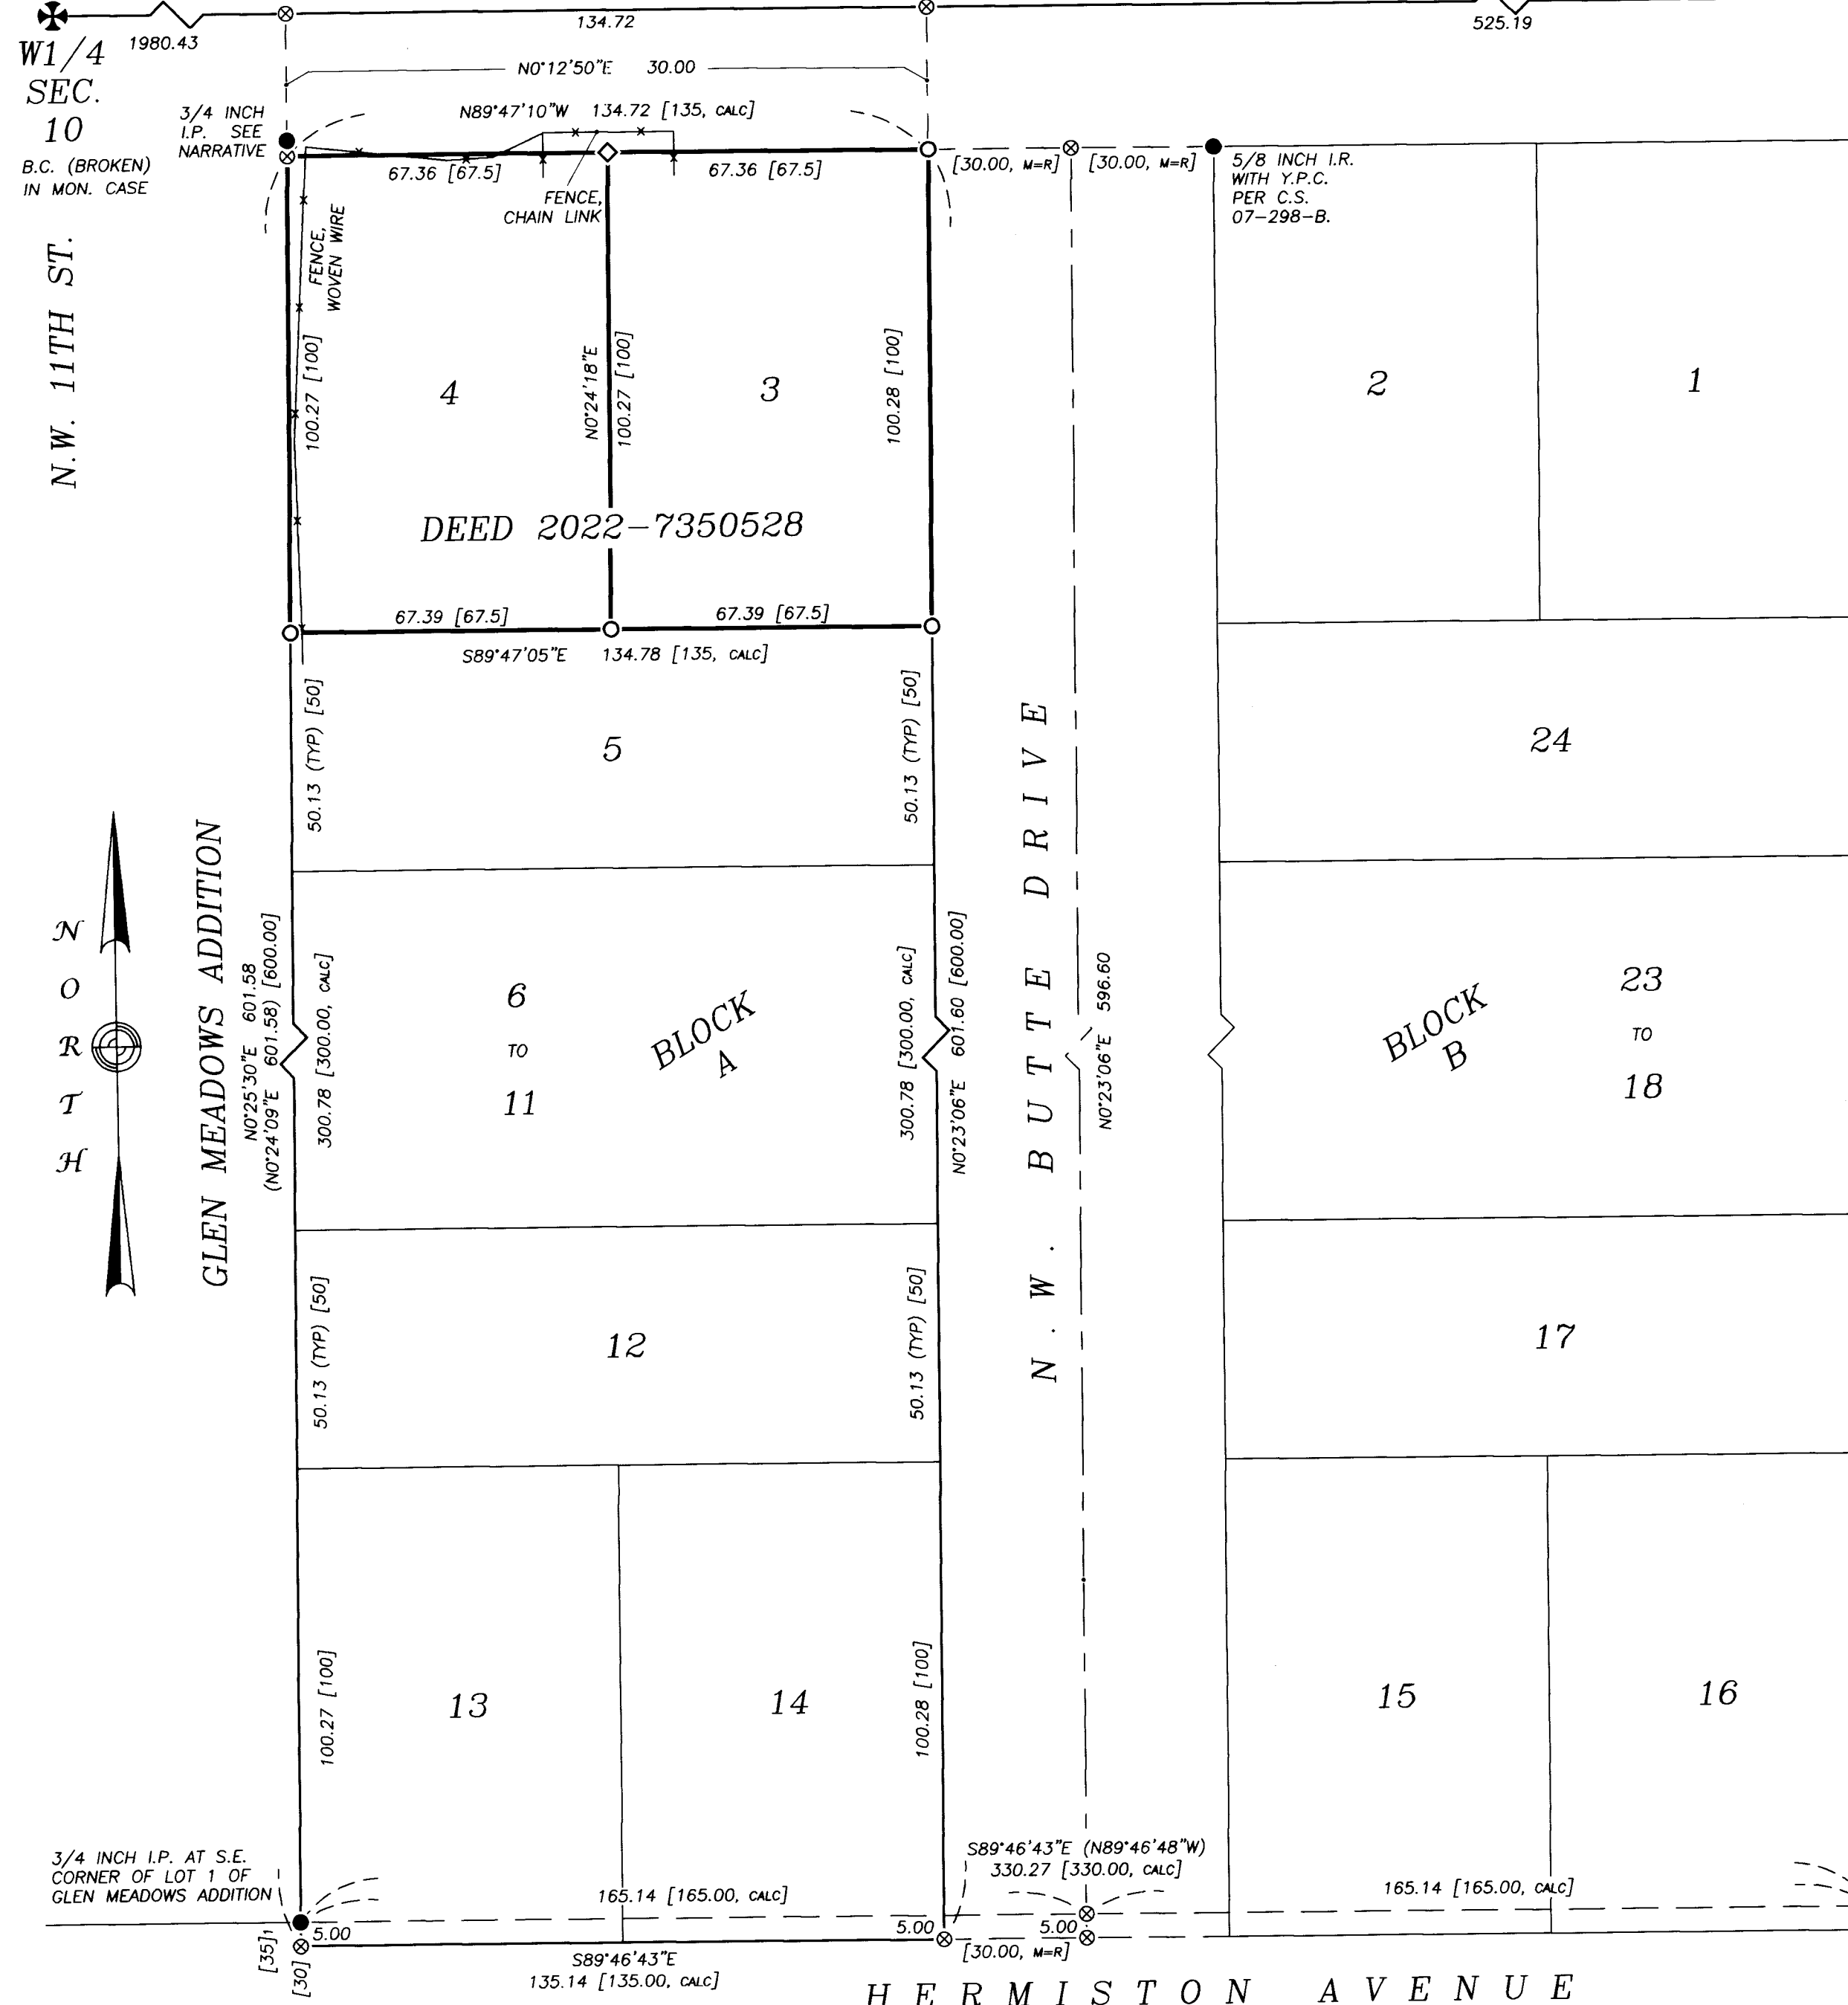 134.72
525.19
W1/4
SEC.
10
B.C. (BROKEN)
IN MON. CASE
1980.43
N0°12'50"E 30.00
3/4 INCH
I.P. SEE
NARRATIVE
N89°47'10"W 134.72 [135, CALC]
67.36 [67.5]
67.36 [67.5]
[30.00, M=R]
[30.00, M=R]
5/8 INCH I.R.
WITH Y.P.C.
PER C.S.
07-298-B.
FENCE,
CHAIN LINK
FENCE,
WOVEN WIRE
N.W. 11TH ST.
100.27 [100]
4
N0°24'18"E
100.27 [100]
3
100.28 [100]
2
1
DEED 2022-7350528
67.39 [67.5]
67.39 [67.5]
S89°47'05"E 134.78 [135, CALC]
50.13 (TYP) [50]
5
50.13 (TYP) [50]
24
N.W. BUTTE DRIVE
NORTH
GLEN MEADOWS ADDITION
N0°25'30"E 601.58
(N0°24'09"E 601.58) [600.00]
300.78 [300.00, CALC]
6
TO
11
BLOCK
A
300.78 [300.00, CALC]
N0°23'06"E 601.60 [600.00]
N0°23'06"E 596.60
BLOCK
B
23
TO
18
50.13 (TYP) [50]
12
50.13 (TYP) [50]
17
100.27 [100]
13
14
100.28 [100]
15
16
3/4 INCH I.P. AT S.E.
CORNER OF LOT 1 OF
GLEN MEADOWS ADDITION
S89°46'43"E (N89°46'48"W)
330.27 [330.00, CALC]
165.14 [165.00, CALC]
165.14 [165.00, CALC]
5.00
5.00
5.00
[35]
[30]
[30.00, M=R]
S89°46'43"E
135.14 [135.00, CALC]
HERMISTON AVENUE